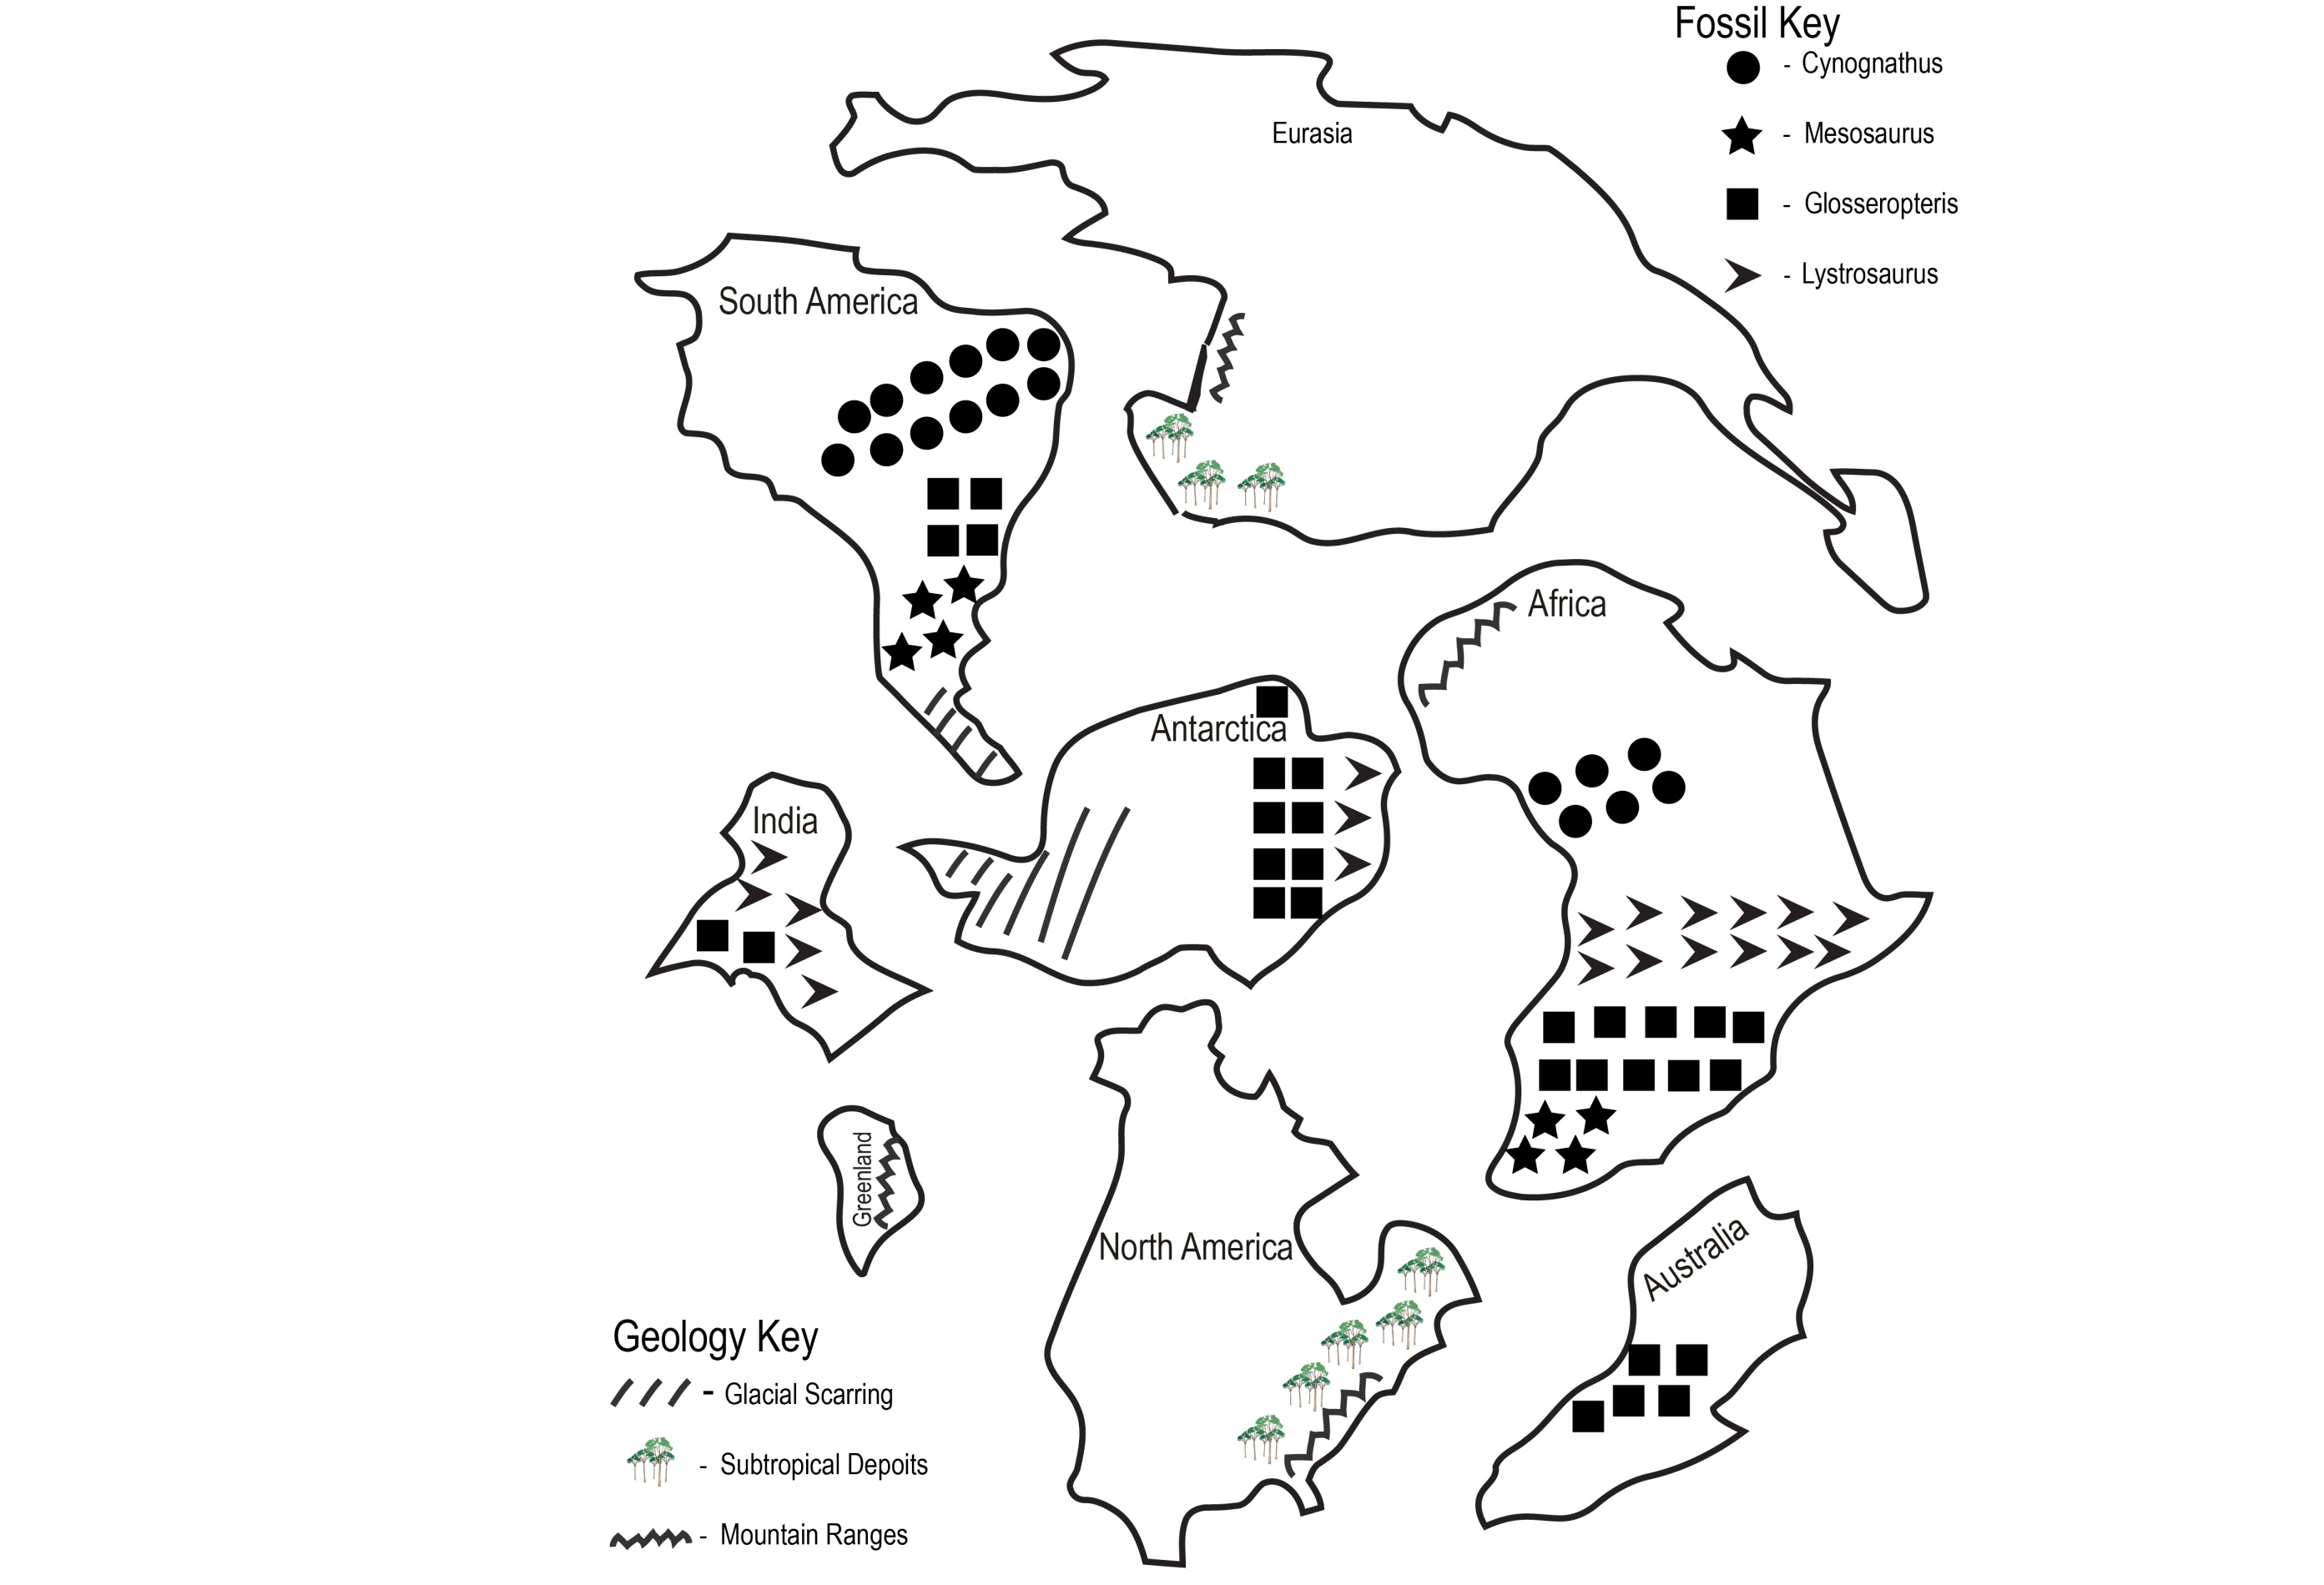 Fossil Key
- Cynognathus
- Mesosaurus
- Glosseropteris
- Lystrosaurus
Eurasia
South America
Africa
Antarctica
India
Greenland
North America
Australia
Geology Key
- Glacial Scarring
- Subtropical Depoits
- Mountain Ranges